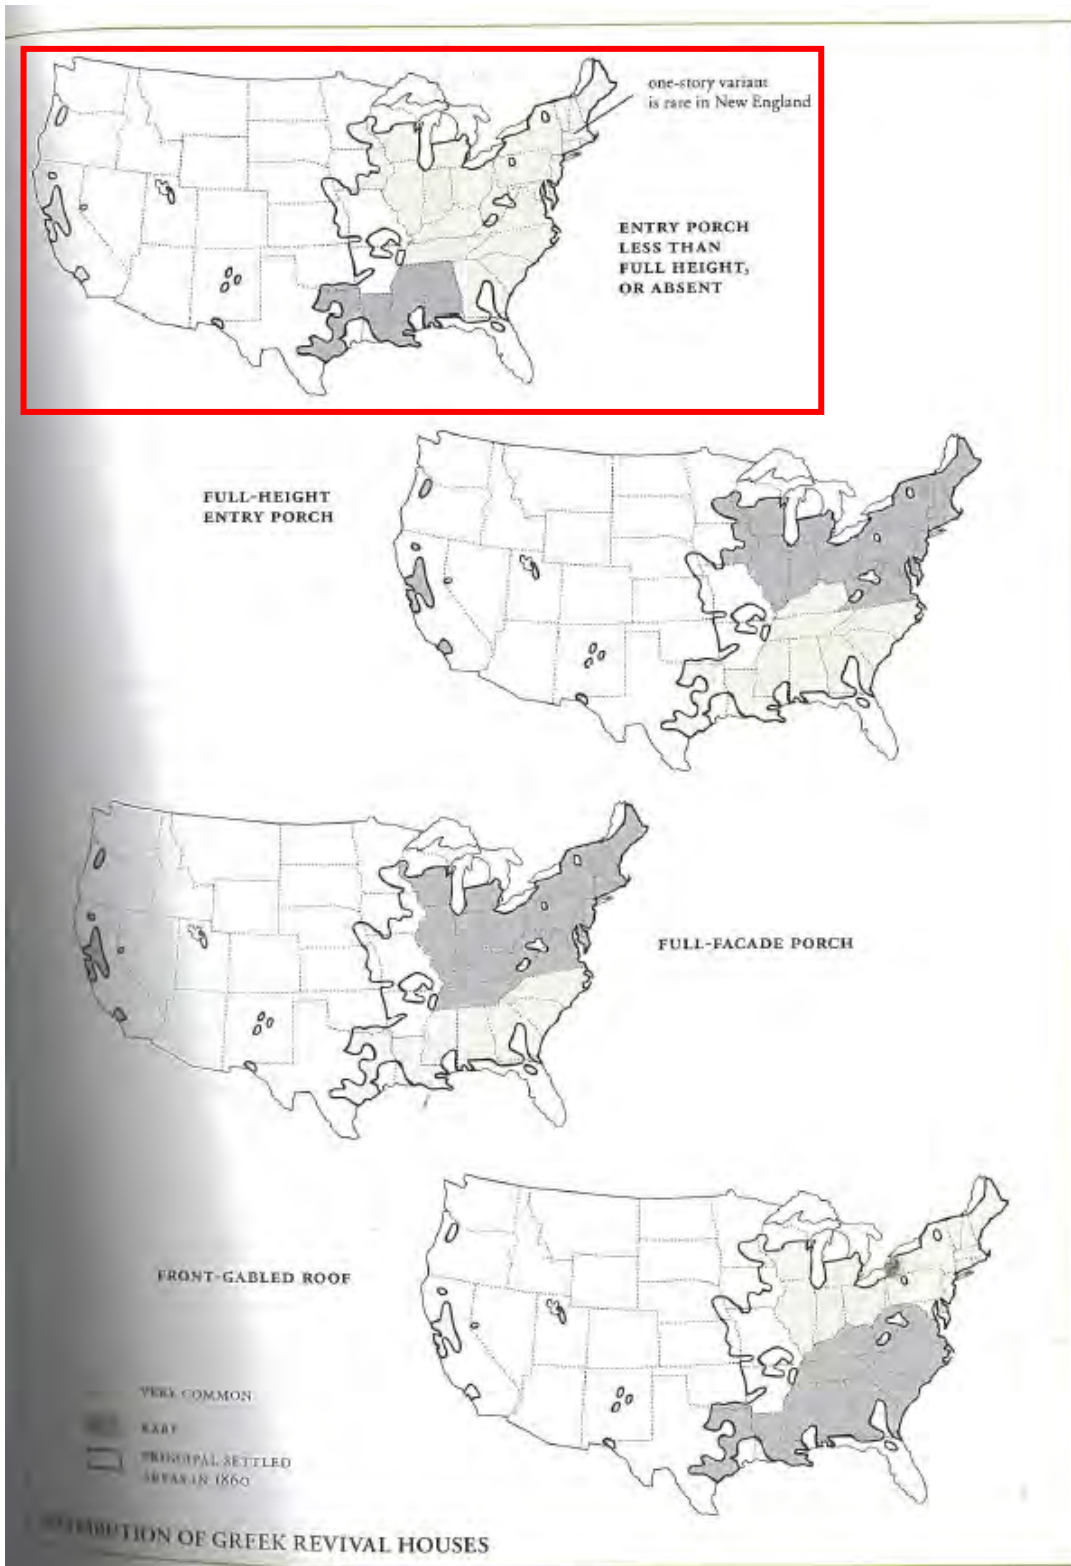 one-story variant
is rare in New England
ENTRY PORCH
LESS THAN
FULL HEIGHT,
OR ABSENT
FULL-HEIGHT
ENTRY PORCH
FULL-FACADE PORCH
FRONT-GABLED ROOF
VERY COMMON
RARE
PRINCIPAL SETTLED
AREAS IN 1860
OF GREEK REVIVAL HOUSES